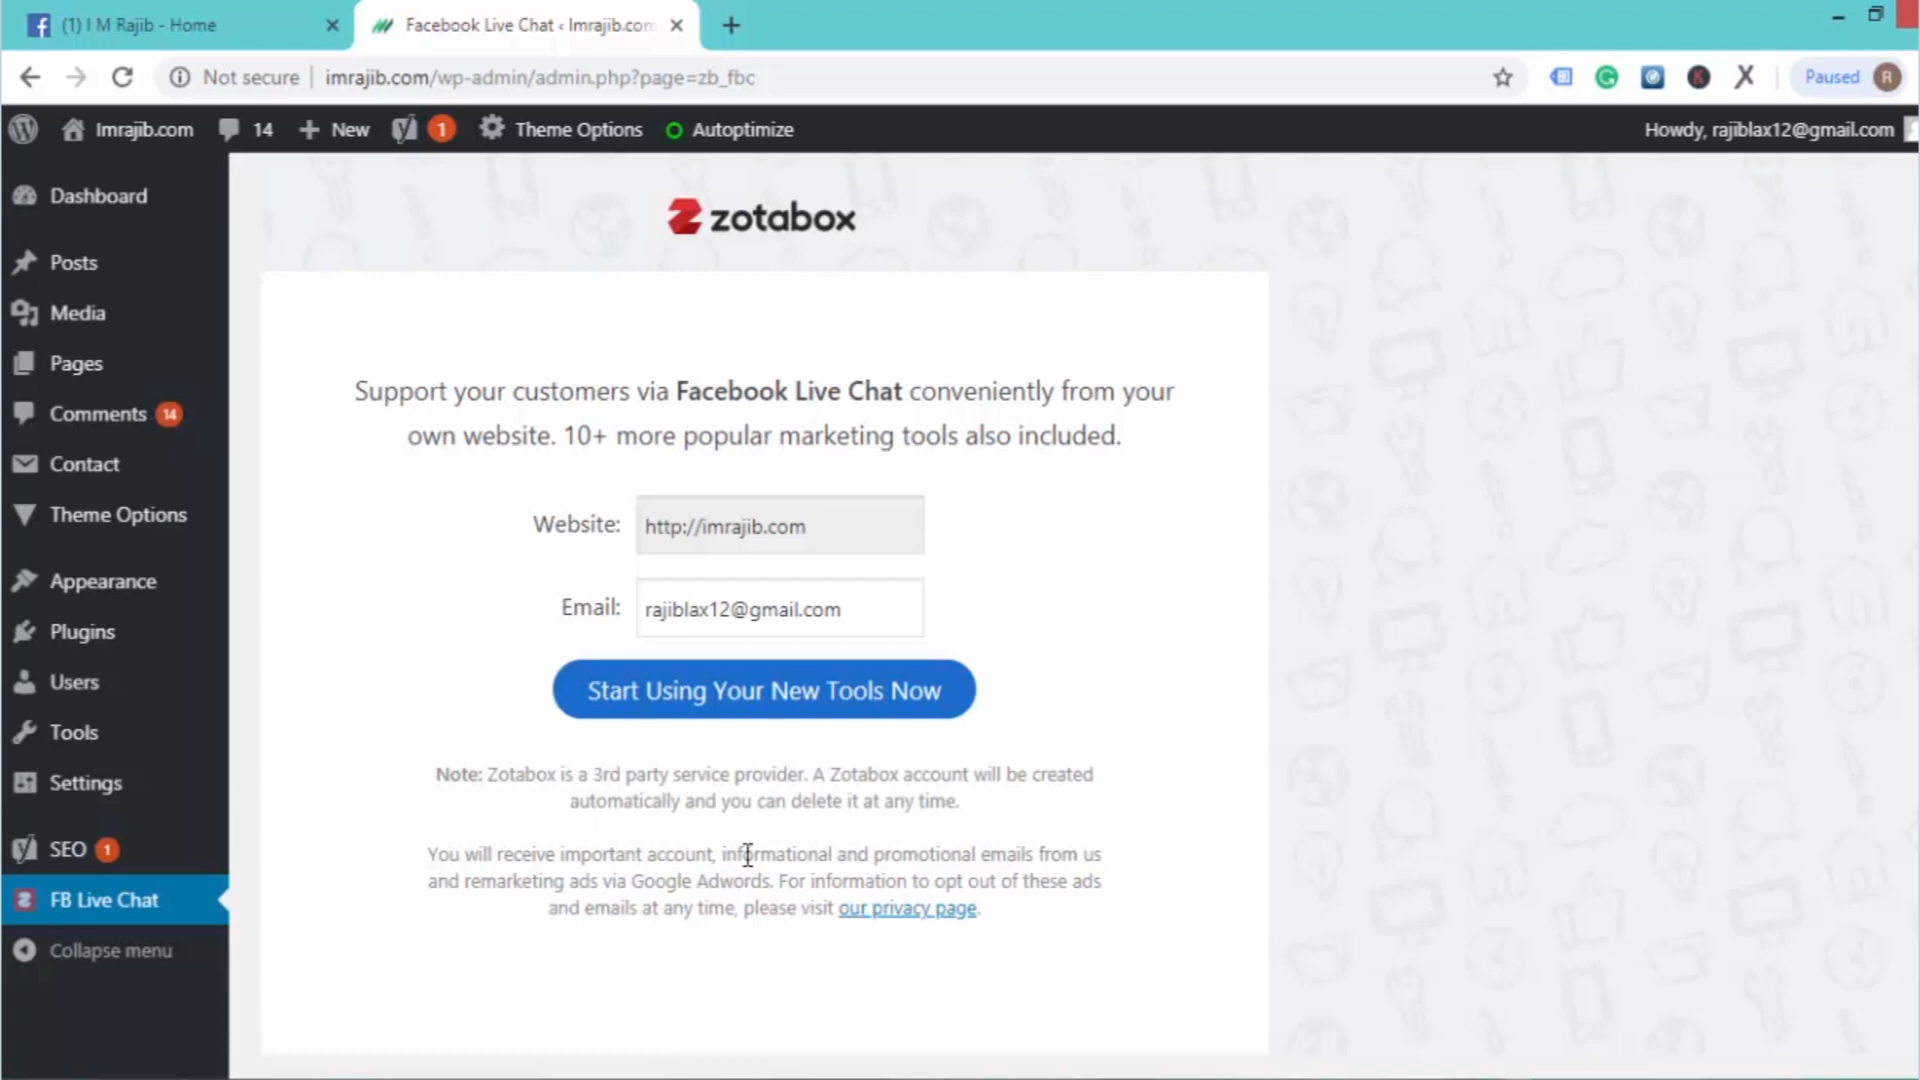 (1) I M Rajib - Home
Facebook Live Chat ‹ Imrajib.com
Not secure | imrajib.com/wp-admin/admin.php?page=zb_fbc
Paused R
Imrajib.com 14 New 1 Theme Options Autoptimize Howdy, rajiblax12@gmail.com
Dashboard
Posts
Media
Pages
Comments 14
Contact
Theme Options
Appearance
Plugins
Users
Tools
Settings
SEO 1
FB Live Chat
Collapse menu
zotabox
Support your customers via Facebook Live Chat conveniently from your
own website. 10+ more popular marketing tools also included.
Website: http://imrajib.com
Email: rajiblax12@gmail.com
Start Using Your New Tools Now
Note: Zotabox is a 3rd party service provider. A Zotabox account will be created
automatically and you can delete it at any time.
You will receive important account, informational and promotional emails from us
and remarketing ads via Google Adwords. For information to opt out of these ads
and emails at any time, please visit our privacy page.